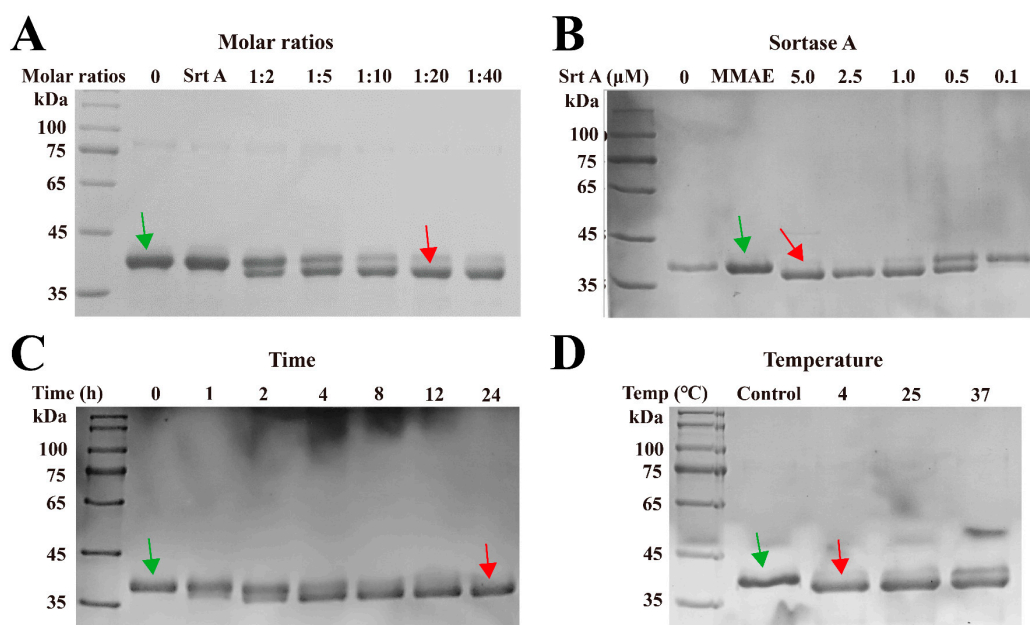 A
Molar ratios
Molar ratios 0 Srt A 1:2 1:5 1:10 1:20 1:40
kDa
100
75
65
45
35
B
Sortase A
Srt A (µM) 0 MMAE 5.0 2.5 1.0 0.5 0.1
kDa
100
75
65
45
35
C
Time
Time (h) 0 1 2 4 8 12 24
kDa
100
75
65
45
35
D
Temperature
Temp (°C) Control 4 25 37
kDa
100
75
65
45
35